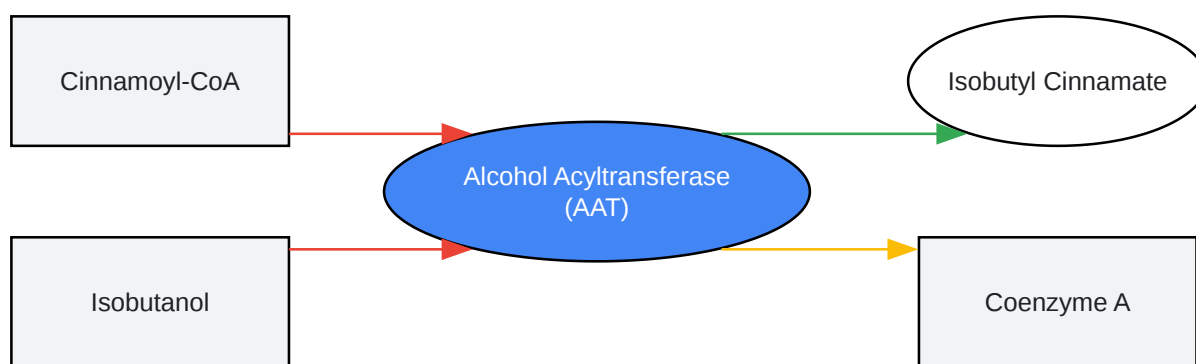 Cinnamoyl-CoA
Isobutyl Cinnamate
Alcohol Acyltransferase
(AAT)
Isobutanol
Coenzyme A